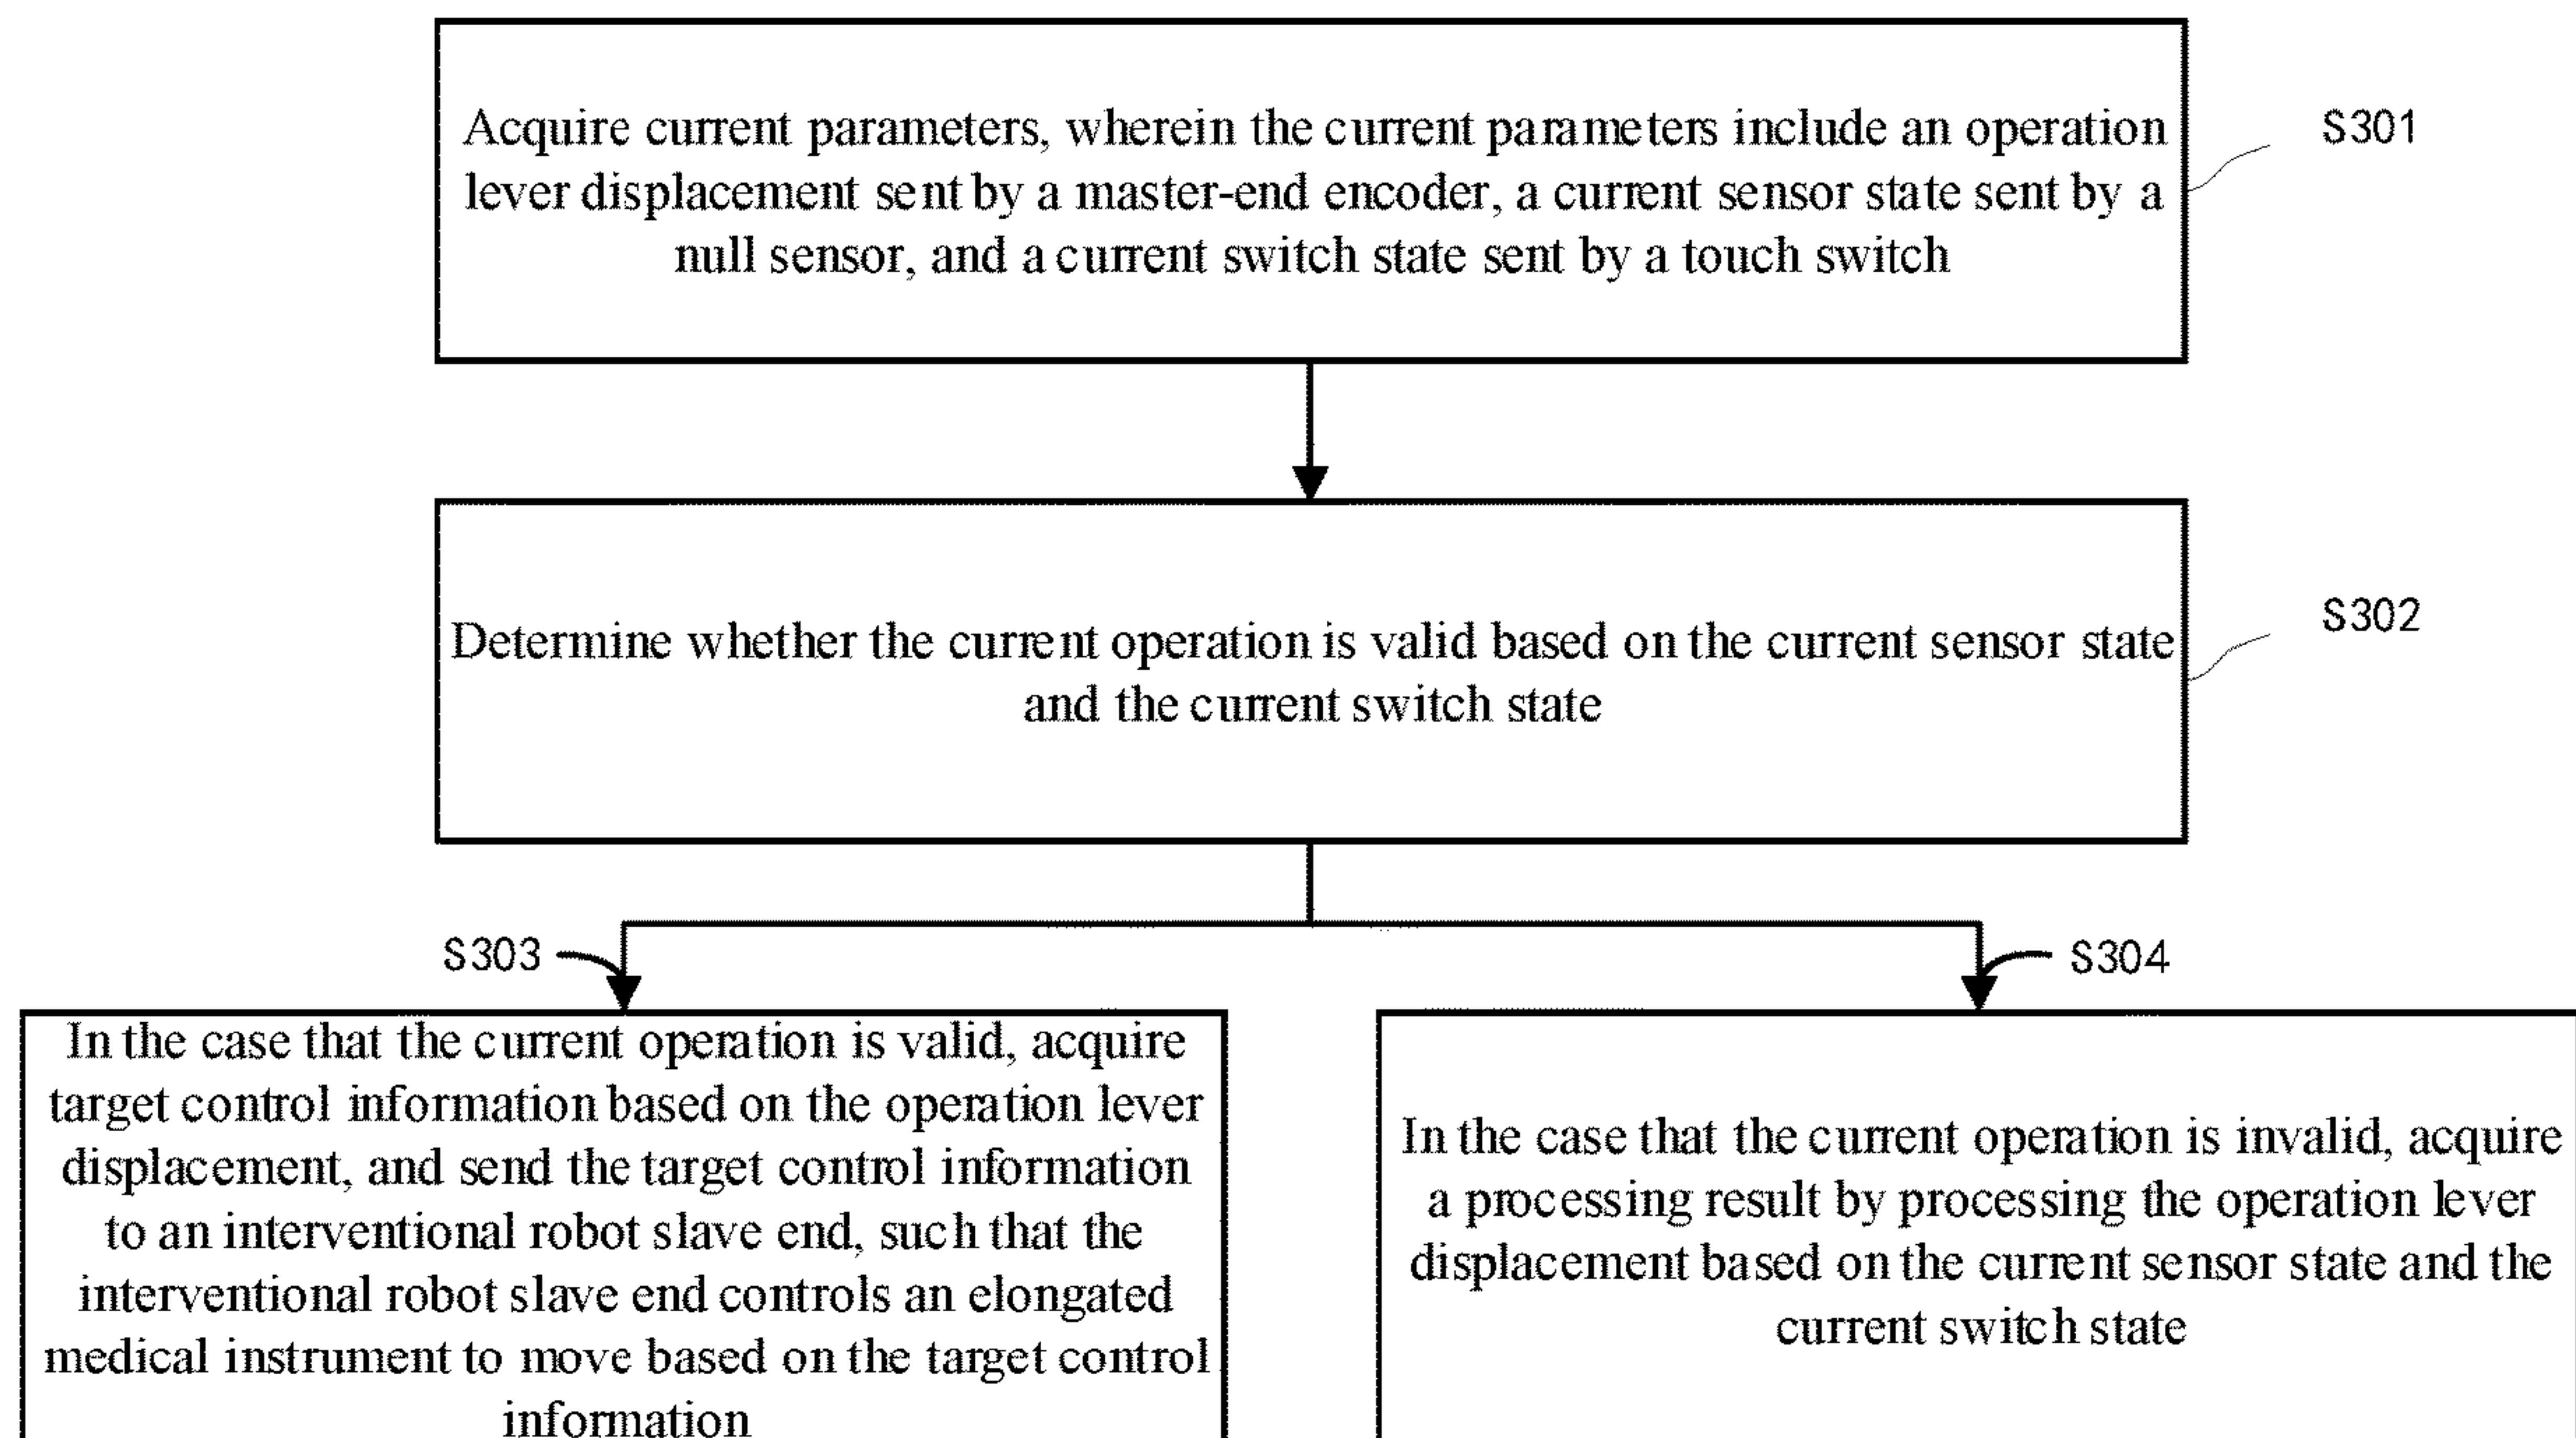 Acquire current parameters, wherein the current parameters include an operation
lever displacement sent by a master-end encoder, a current sensor state sent by a
null sensor, and a current switch state sent by a touch switch
S301
Determine whether the current operation is valid based on the current sensor state
and the current switch state
S302
S303
In the case that the current operation is valid, acquire
target control information based on the operation lever
displacement, and send the target control information
to an interventional robot slave end, such that the
interventional robot slave end controls an elongated
medical instrument to move based on the target control
information
S304
In the case that the current operation is invalid, acquire
a processing result by processing the operation lever
displacement based on the current sensor state and the
current switch state